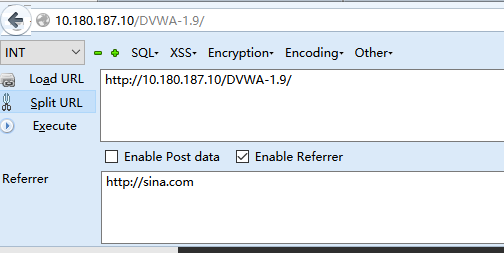 10.180.187.10/DVWA-1.9/
INT SQL- XSS- Encryption- Encoding- Other-
Load URL http://10.180.187.10/DVWA-1.9/
Split URL
Execute
Enable Post data Enable Referrer
Referrer http://sina.com